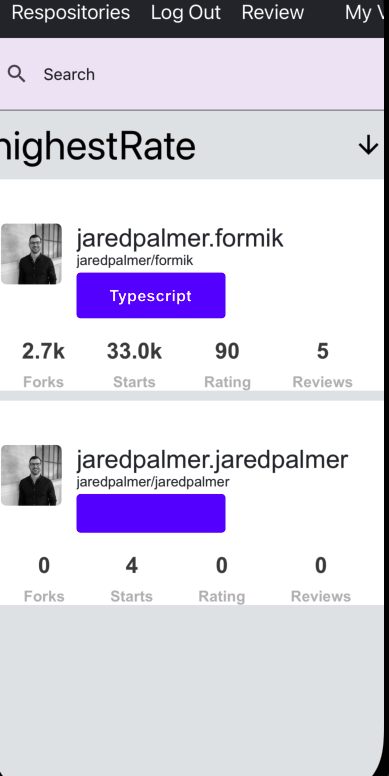 Respositories Log Out Review My
Search
highestRate
jaredpalmer.formik
jaredpalmer/formik
Typescript
2.7k 33.0k 90 5
Forks Starts Rating Reviews
jaredpalmer.jaredpalmer
jaredpalmer/jaredpalmer
0 4 0 0
Forks Starts Rating Reviews